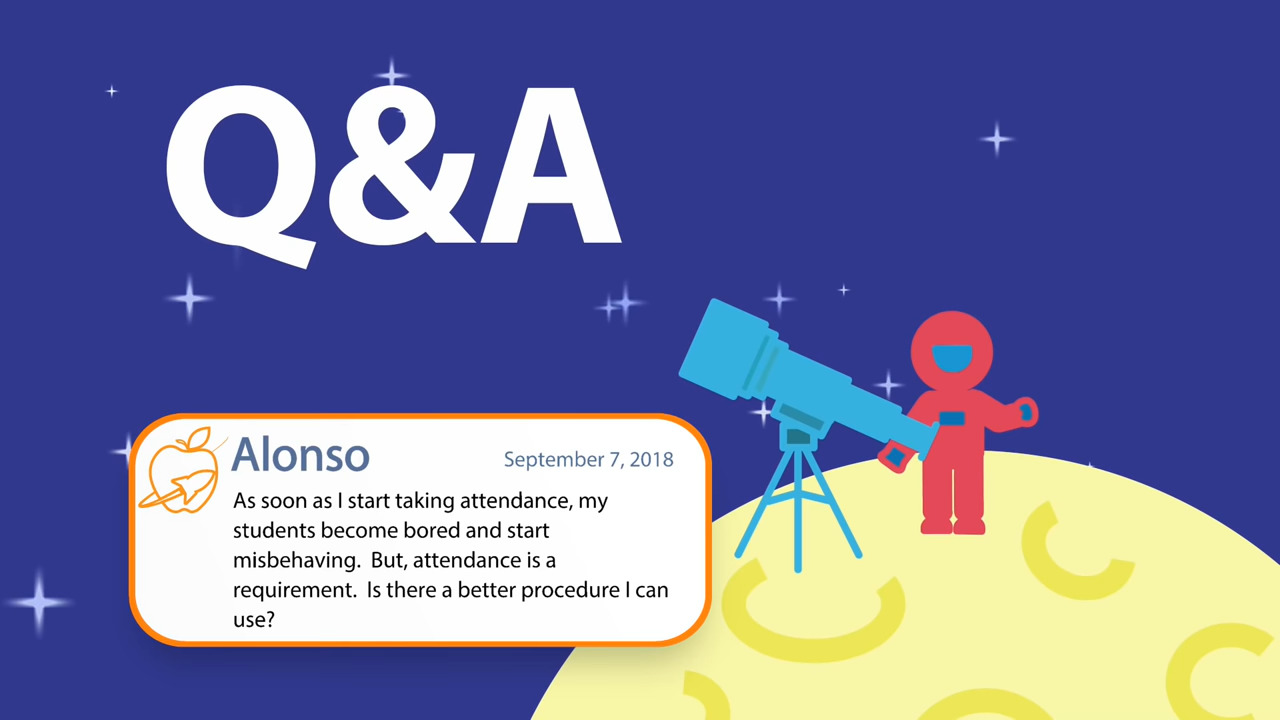 Q&A
Alonso
September 7, 2018
As soon as I start taking attendance, my
students become bored and start
misbehaving.  But, attendance is a
requirement.  Is there a better procedure I can
use?